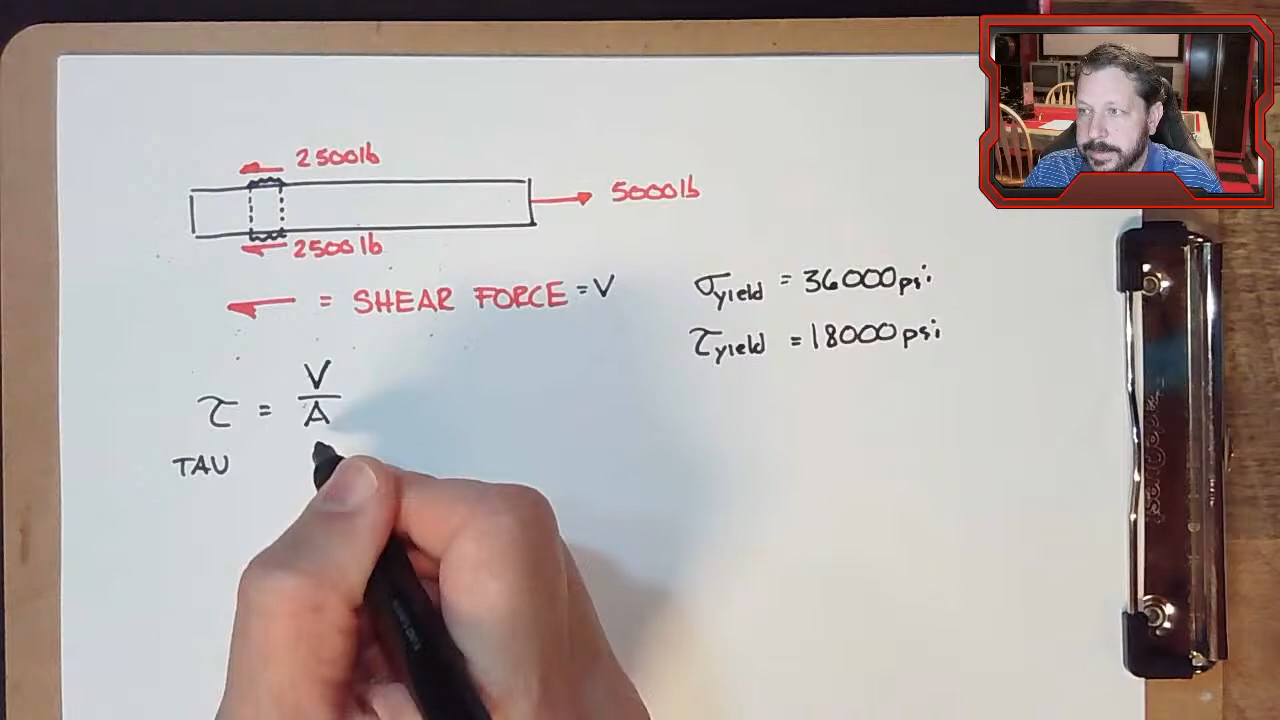 2500lb
5000lb
2500lb
= SHEAR FORCE = V
σyield = 36000psi
τyield = 18000psi
τ = V/A
TAU